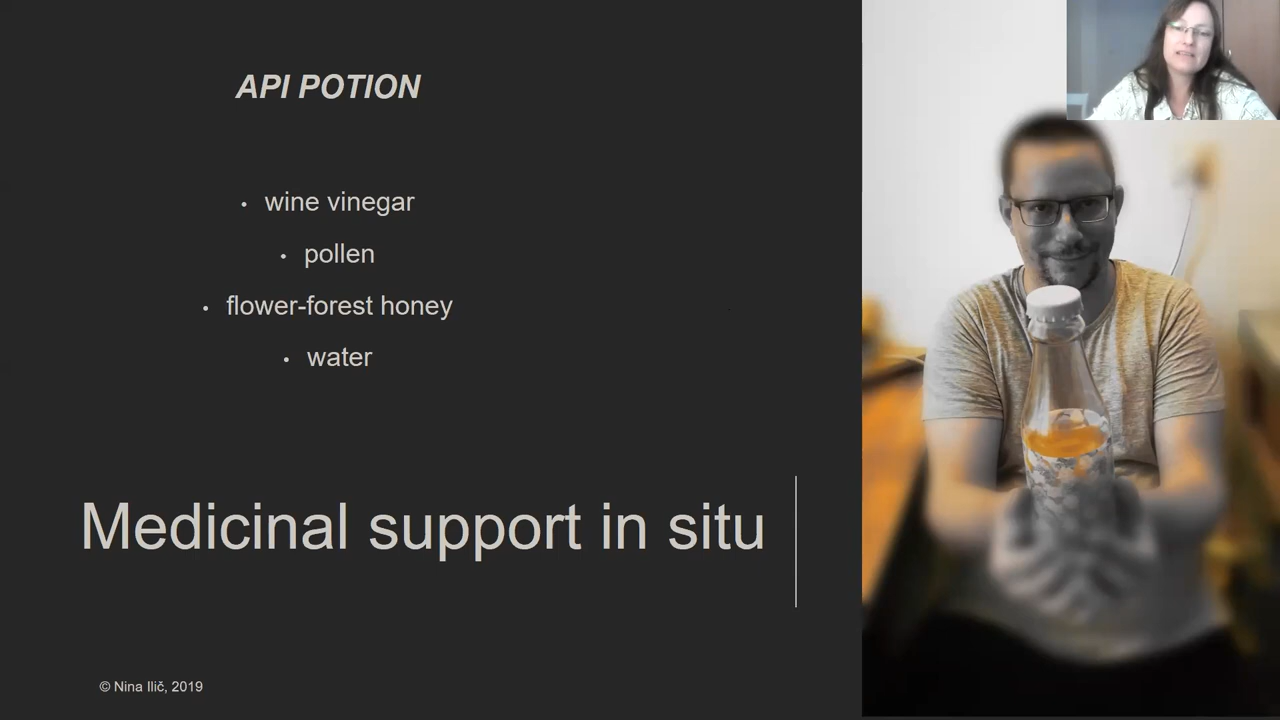 API POTION
• wine vinegar
• pollen
• flower-forest honey
• water
Medicinal support in situ
© Nina Ilič, 2019